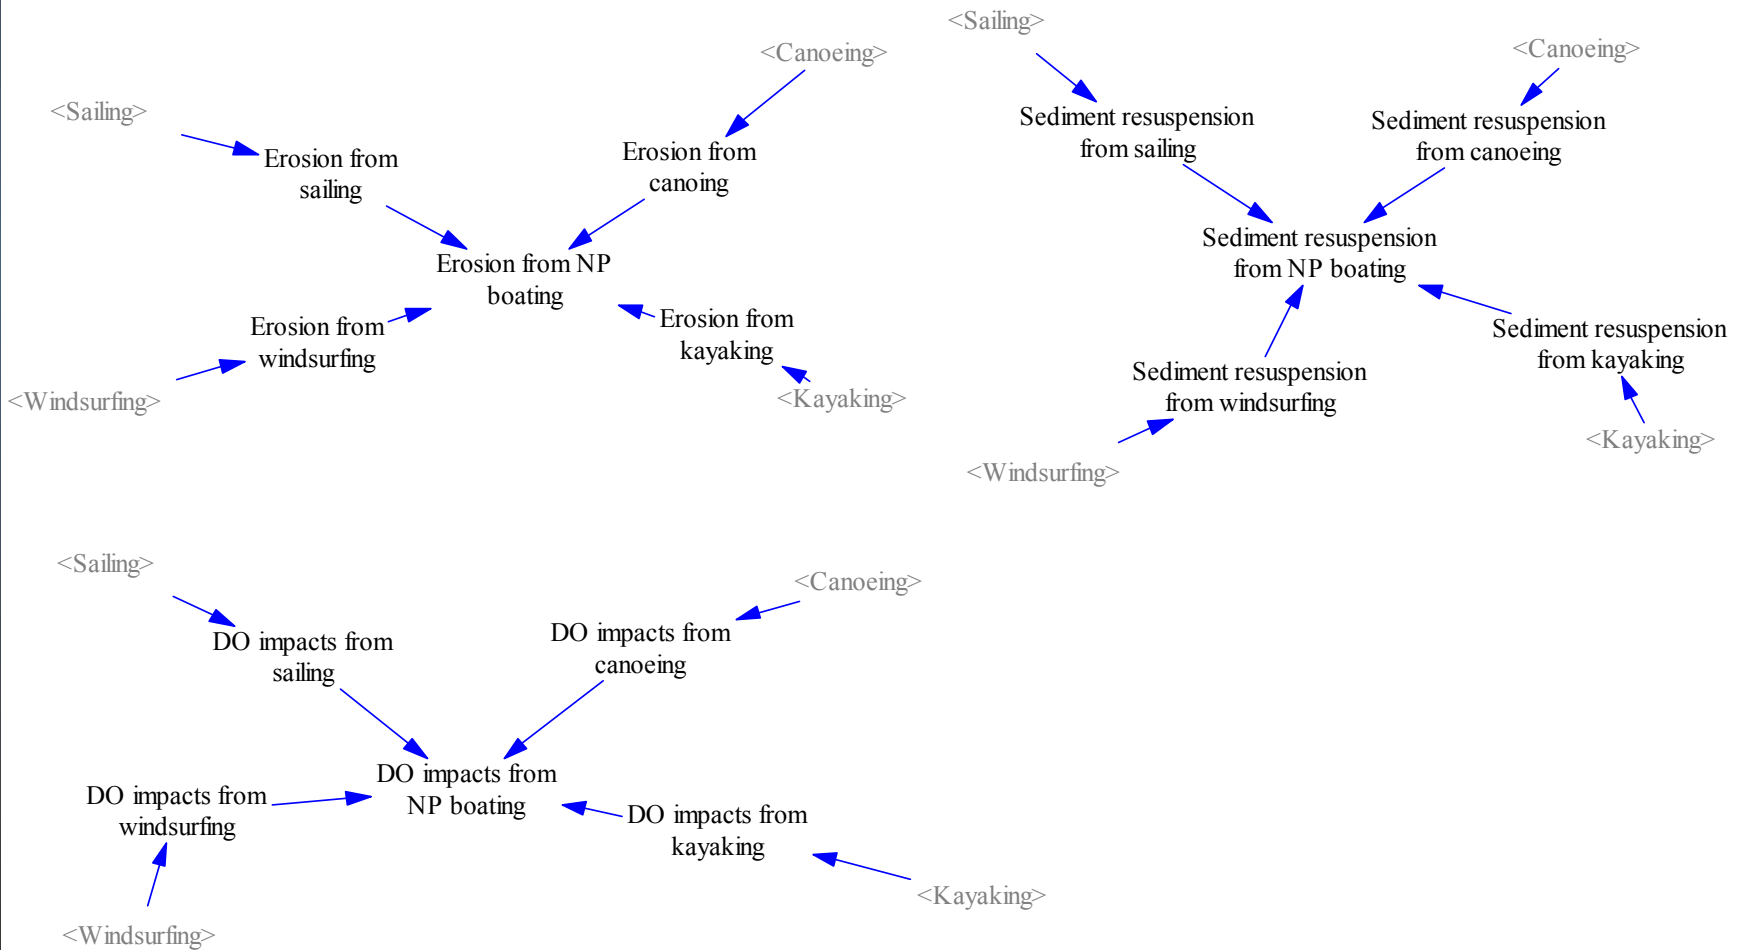 <Sailing>
<Canoeing>
Erosion from
sailing
Erosion from
canoing
Erosion from NP
boating
Erosion from
windsurfing
Erosion from
kayaking
<Windsurfing>
<Kayaking>
<Sailing>
<Canoeing>
Sediment resuspension
from sailing
Sediment resuspension
from canoeing
Sediment resuspension
from NP boating
Sediment resuspension
from windsurfing
Sediment resuspension
from kayaking
<Windsurfing>
<Kayaking>
<Sailing>
<Canoeing>
DO impacts from
sailing
DO impacts from
canoeing
DO impacts from
NP boating
DO impacts from
windsurfing
DO impacts from
kayaking
<Windsurfing>
<Kayaking>